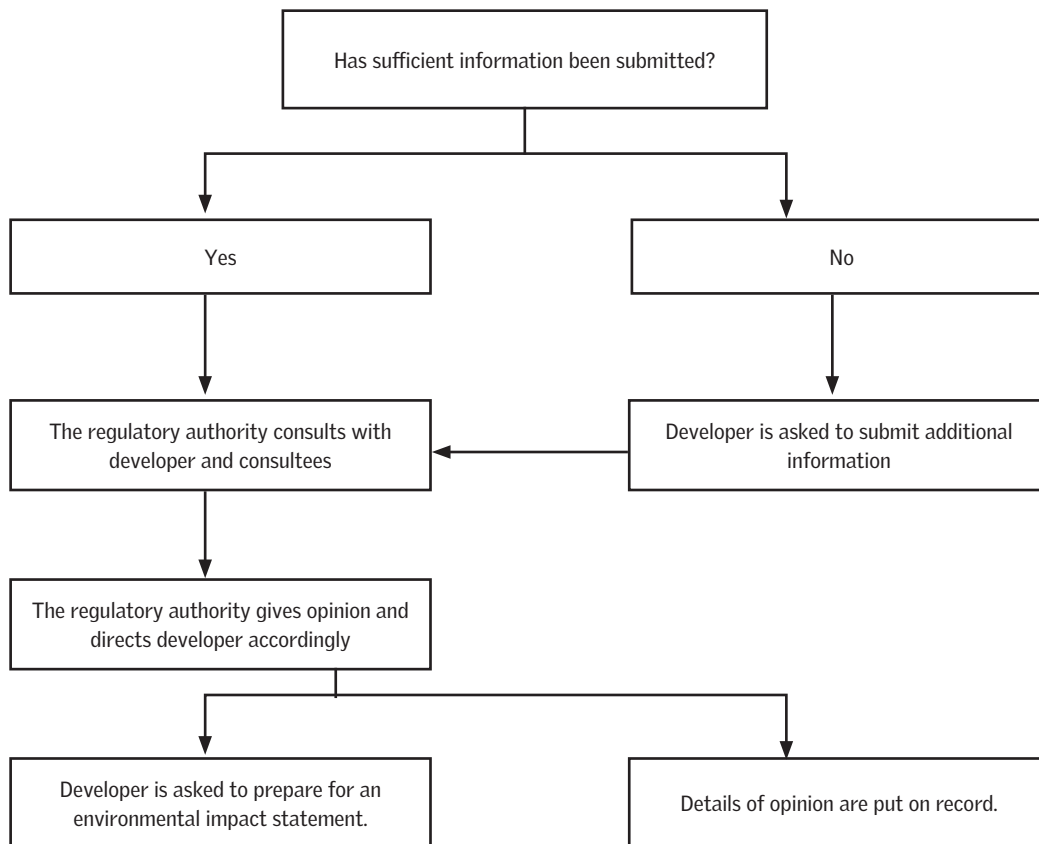 Has sufficient information been submitted?
Yes
No
The regulatory authority consults with
developer and consultees
Developer is asked to submit additional
information
The regulatory authority gives opinion and
directs developer accordingly
Developer is asked to prepare for an
environmental impact statement.
Details of opinion are put on record.